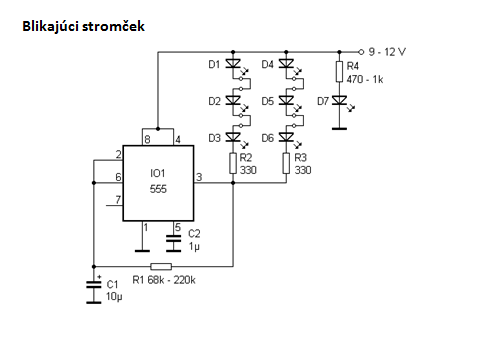 Blikajúci stromček
9 - 12 V
D1
D4
R4
470 - 1k
D2
D5
D7
D3
D6
8
4
R2
330
R3
330
2
6
7
IO1
555
3
1
5
C2
1µ
R1 68k - 220k
+
C1
10µ